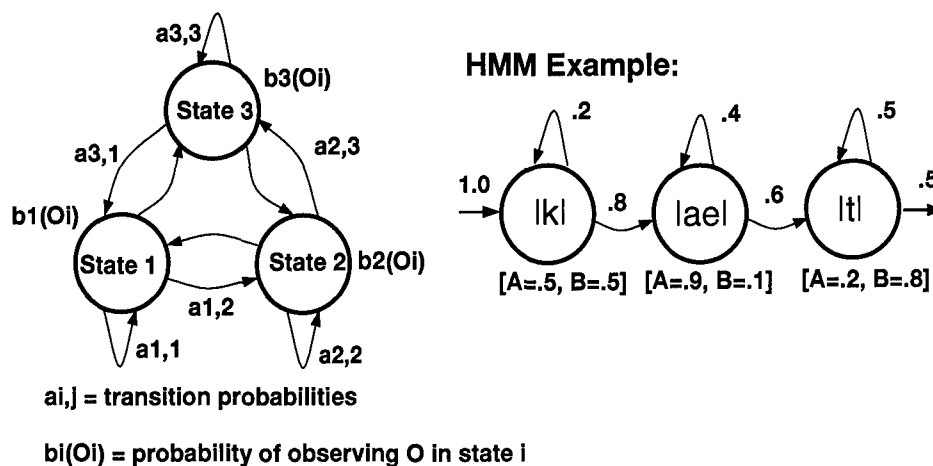 a3,3
b3(Oi)
State 3
a3,1
a2,3
b1(Oi)
State 1
State 2
b2(Oi)
a1,2
a1,1
a2,2
ai,j = transition probabilities
bi(Oi) = probability of observing O in state i
HMM Example:
.2
.4
.5
1.0
.8
.6
.5
|k|
|ae|
|t|
[A=.5, B=.5]
[A=.9, B=.1]
[A=.2, B=.8]